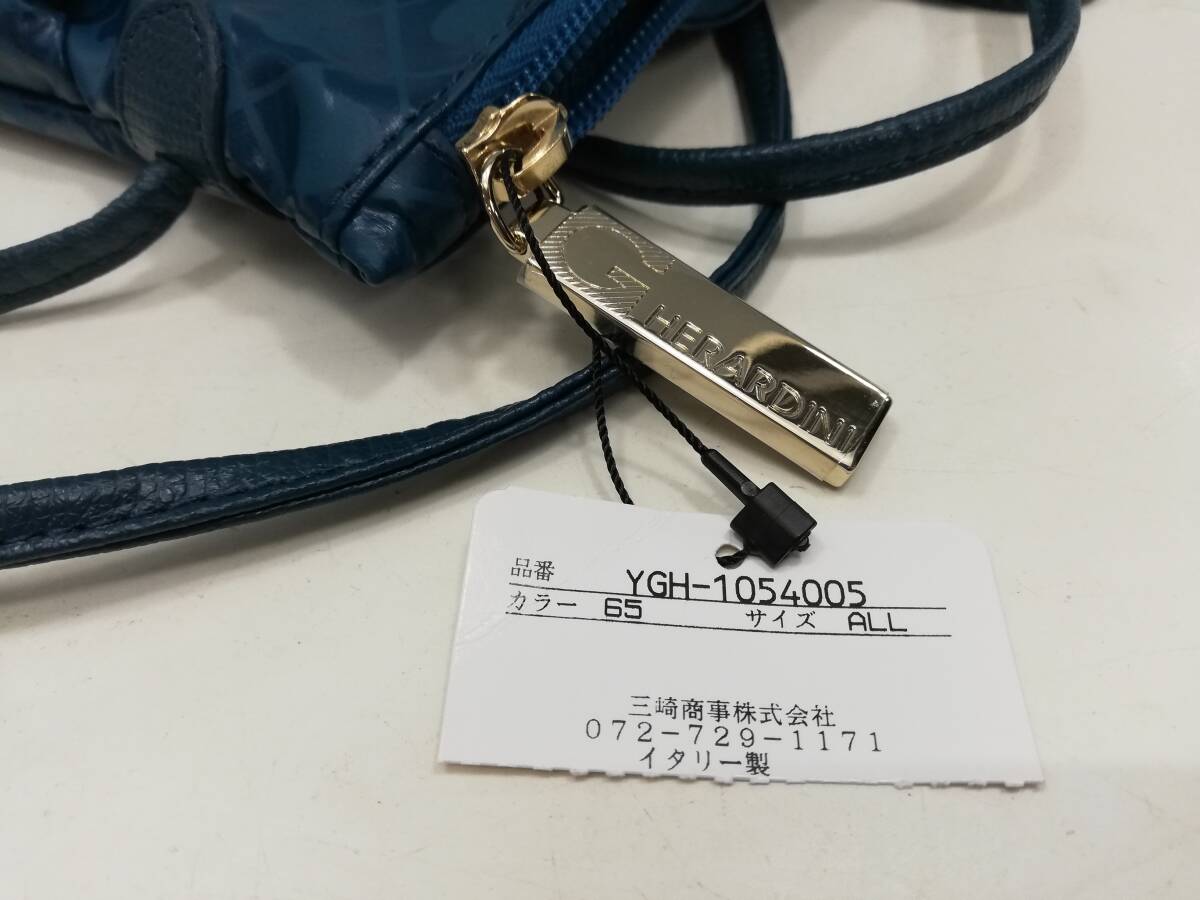 GHERARDINI
品番 YGH-1054005
カラー 65 サイズ ALL
三崎商事株式会社
072-729-1171
イタリー製